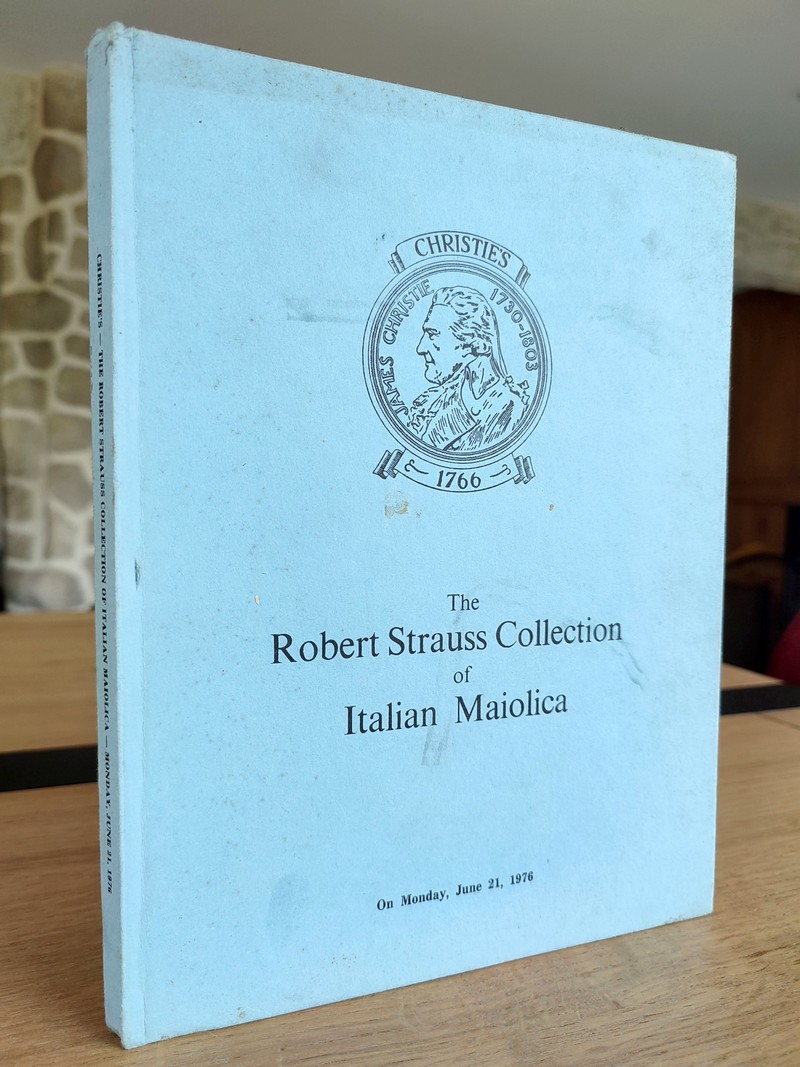 CHRISTIE'S
JAMES CHRISTIE 1730-1803
1766
The
Robert Strauss Collection
of
Italian Maiolica
On Monday, June 21, 1976
CHRISTIE'S — THE ROBERT STRAUSS COLLECTION OF ITALIAN MAIOLICA — MONDAY, JUNE 21, 1976